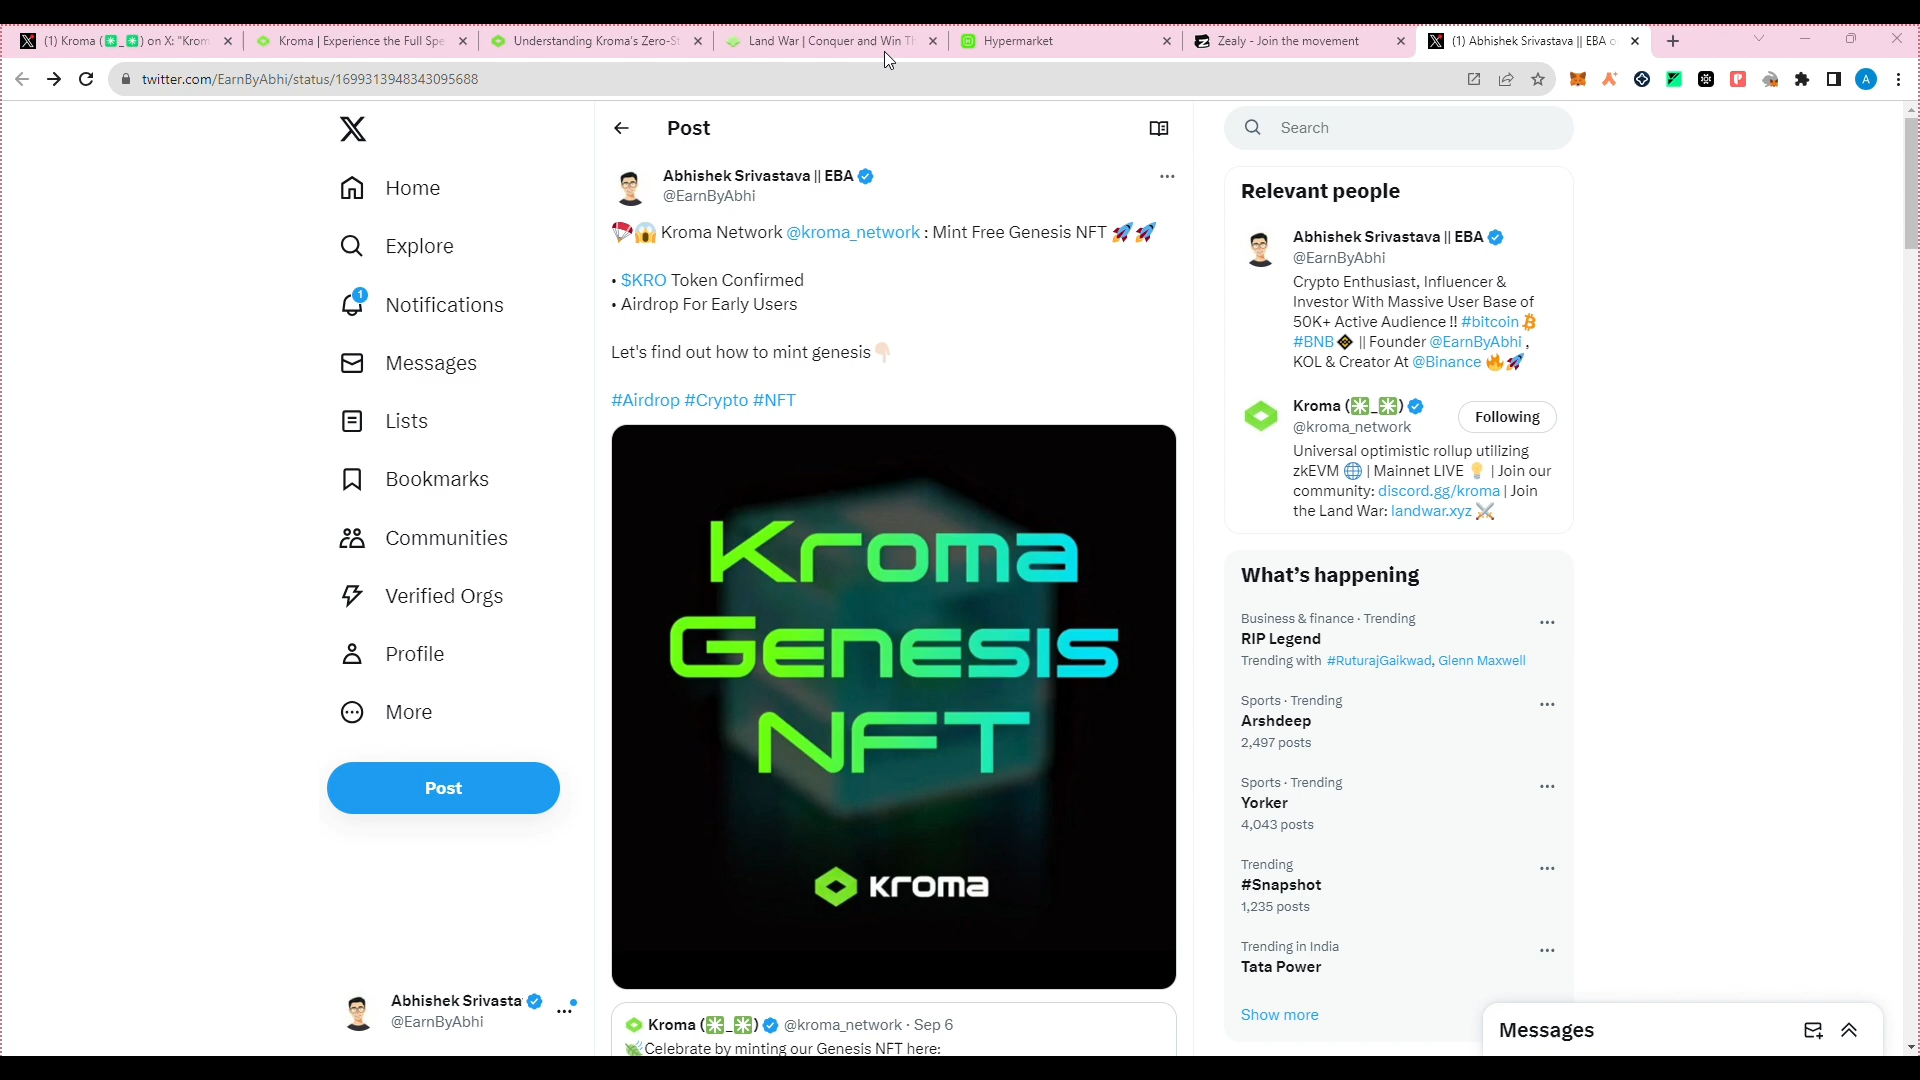 (1) Kroma (❇️_❇️) on X: "Krom
Kroma | Experience the Full Spe
Understanding Kroma's Zero-S
Land War | Conquer and Win T
Hypermarket
Zealy - Join the movement
(1) Abhishek Srivastava || EBA o
twitter.com/EarnByAbhi/status/1699313948343095688
A
Home
Explore
1
Notifications
Messages
Lists
Bookmarks
Communities
Verified Orgs
Profile
More
Post
Abhishek Srivasta
@EarnByAbhi
Post
Abhishek Srivastava || EBA
@EarnByAbhi
🪂😱 Kroma Network @kroma_network : Mint Free Genesis NFT 🚀🚀
• $KRO Token Confirmed
• Airdrop For Early Users
Let's find out how to mint genesis 👇🏻
#Airdrop #Crypto #NFT
Kroma
Genesis
NFT
kroma
Kroma (❇️_❇️) @kroma_network · Sep 6
🌿Celebrate by minting our Genesis NFT here:
Search
Relevant people
Abhishek Srivastava || EBA
@EarnByAbhi
Crypto Enthusiast, Influencer &
Investor With Massive User Base of
50K+ Active Audience !! #bitcoin
#BNB || Founder @EarnByAbhi ,
KOL & Creator At @Binance 🔥🚀
Kroma (❇️_❇️)
@kroma_network
Following
Universal optimistic rollup utilizing
zkEVM 🌐 | Mainnet LIVE 💡 | Join our
community: discord.gg/kroma | Join
the Land War: landwar.xyz ⚔️
What's happening
Business & finance · Trending
RIP Legend
Trending with #RuturajGaikwad, Glenn Maxwell
Sports · Trending
Arshdeep
2,497 posts
Sports · Trending
Yorker
4,043 posts
Trending
#Snapshot
1,235 posts
Trending in India
Tata Power
Show more
Messages